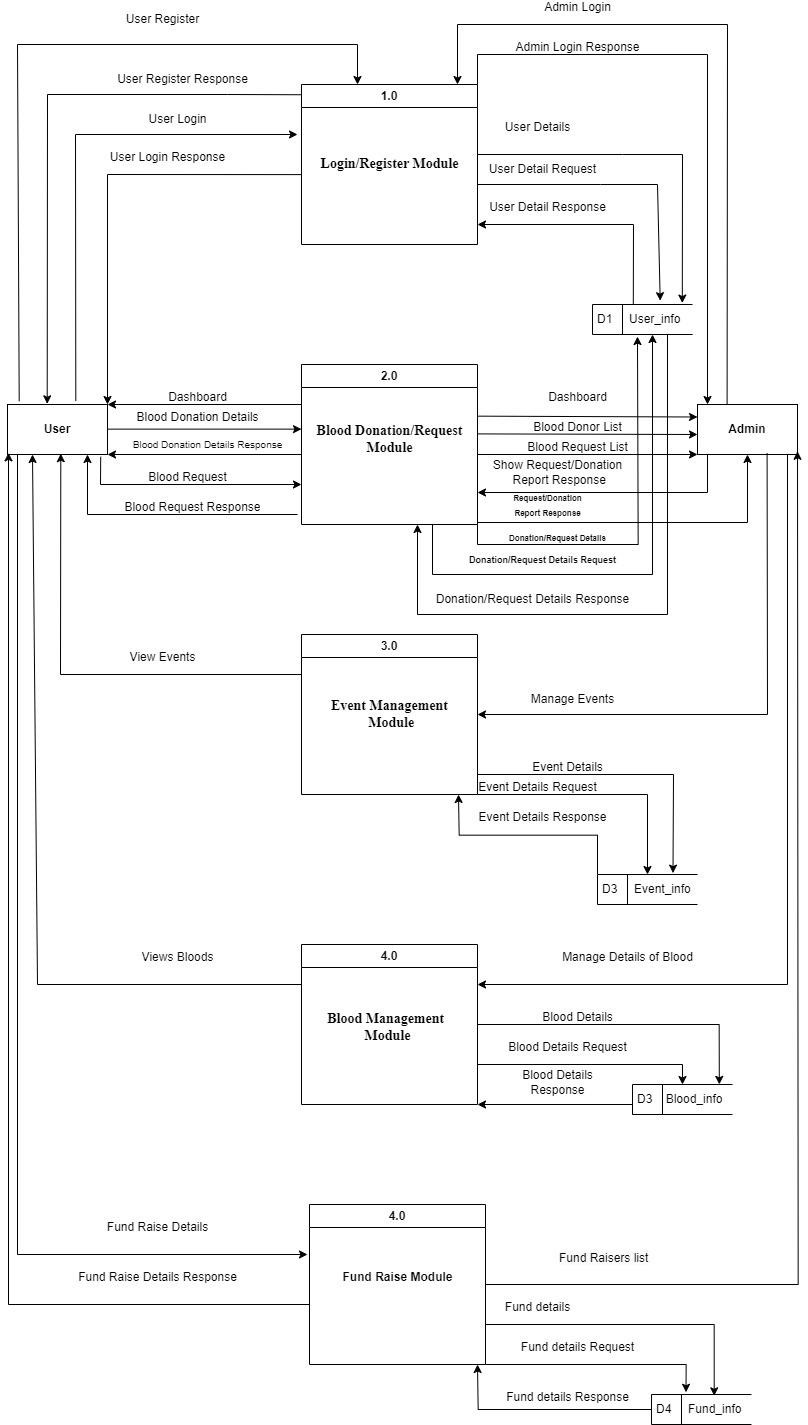 Admin Login
User Register
Admin Login Response
User Register Response
1.0
User Login
User Details
User Login Response
Login/Register Module
User Detail Request
User Detail Response
D1
User_info
2.0
Dashboard
Dashboard
Blood Donation Details
User
Blood Donation/Request
Module
Blood Donor List
Admin
Blood Donation Details Response
Blood Request List
Show Request/Donation
Report Response
Blood Request
Request/Donation
Report Response
Blood Request Response
Donation/Request Details
Donation/Request Details Request
Donation/Request Details Response
3.0
View Events
Event Management
Module
Manage Events
Event Details
Event Details Request
Event Details Response
D3
Event_info
4.0
Views Bloods
Manage Details of Blood
Blood Management
Module
Blood Details
Blood Details Request
Blood Details
Response
D3
Blood_info
4.0
Fund Raise Details
Fund Raisers list
Fund Raise Details Response
Fund Raise Module
Fund details
Fund details Request
Fund details Response
D4
Fund_info